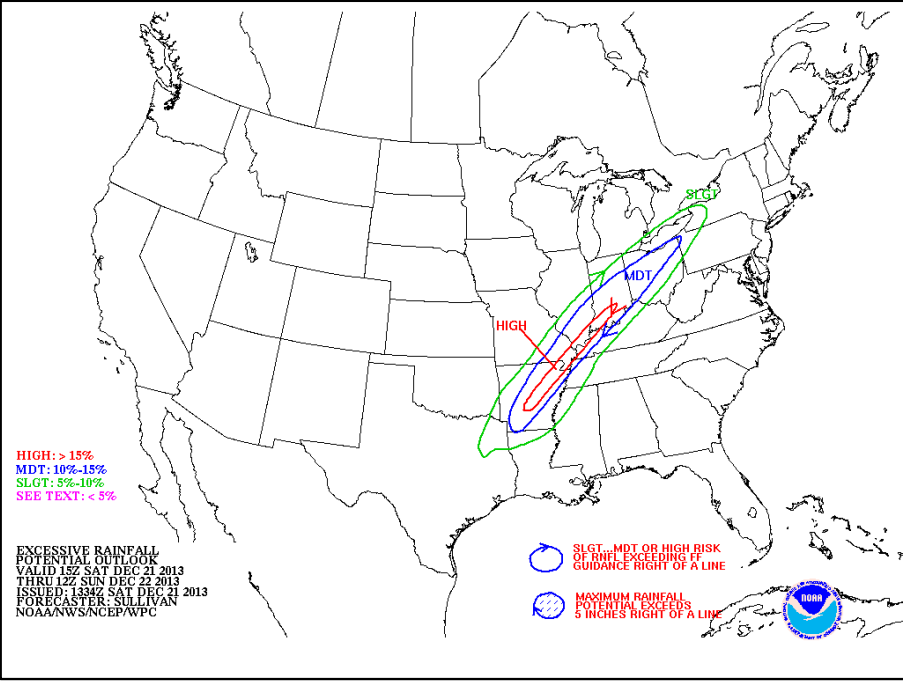 SLGT
MDT
HIGH
HIGH: > 15%
MDT: 10%-15%
SLGT: 5%-10%
SEE TEXT: < 5%
EXCESSIVE RAINFALL
POTENTIAL OUTLOOK
VALID 15Z SAT DEC 21 2013
THRU 12Z SUN DEC 22 2013
ISSUED: 1334Z SAT DEC 21 2013
FORECASTER: SULLIVAN
NOAA/NWS/NCEP/WPC
SLGT...MDT OR HIGH RISK
OF RNFL EXCEEDING FF
GUIDANCE RIGHT OF A LINE
MAXIMUM RAINFALL
POTENTIAL EXCEEDS
5 INCHES RIGHT OF A LINE
NOAA